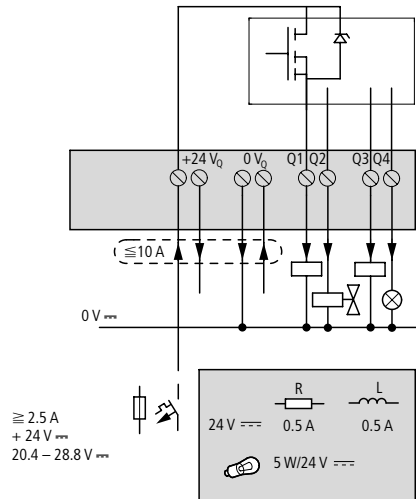 +24 V_Q 0 V_Q Q1 Q2 Q3 Q4
≦10 A
0 V ⎓
≧ 2.5 A
+ 24 V ⎓
20.4 – 28.8 V ⎓
R L
24 V ⎓ 0.5 A 0.5 A
5 W/24 V ⎓